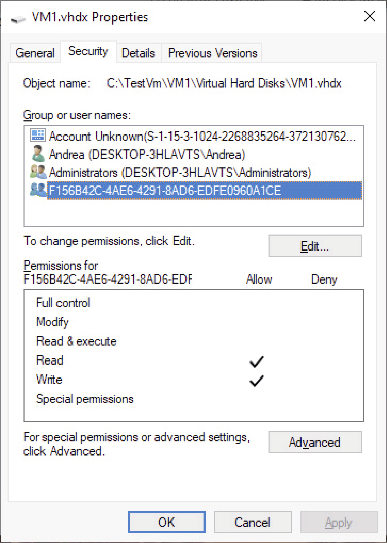 VM1.vhdx Properties
General Security Details Previous Versions
Object name: C:\TestVm\VM1\Virtual Hard Disks\VM1.vhdx
Group or user names:
Account Unknown(S-1-15-3-1024-2268835264-372130762...
Andrea (DESKTOP-3HLAVTS\Andrea)
Administrators (DESKTOP-3HLAVTS\Administrators)
F156B42C-4AE6-4291-8AD6-EDFE0960A1CE
To change permissions, click Edit. Edit...
Permissions for
F156B42C-4AE6-4291-8AD6-EDF Allow Deny
Full control
Modify
Read & execute
Read
Write
Special permissions
For special permissions or advanced settings,
click Advanced. Advanced
OK Cancel Apply